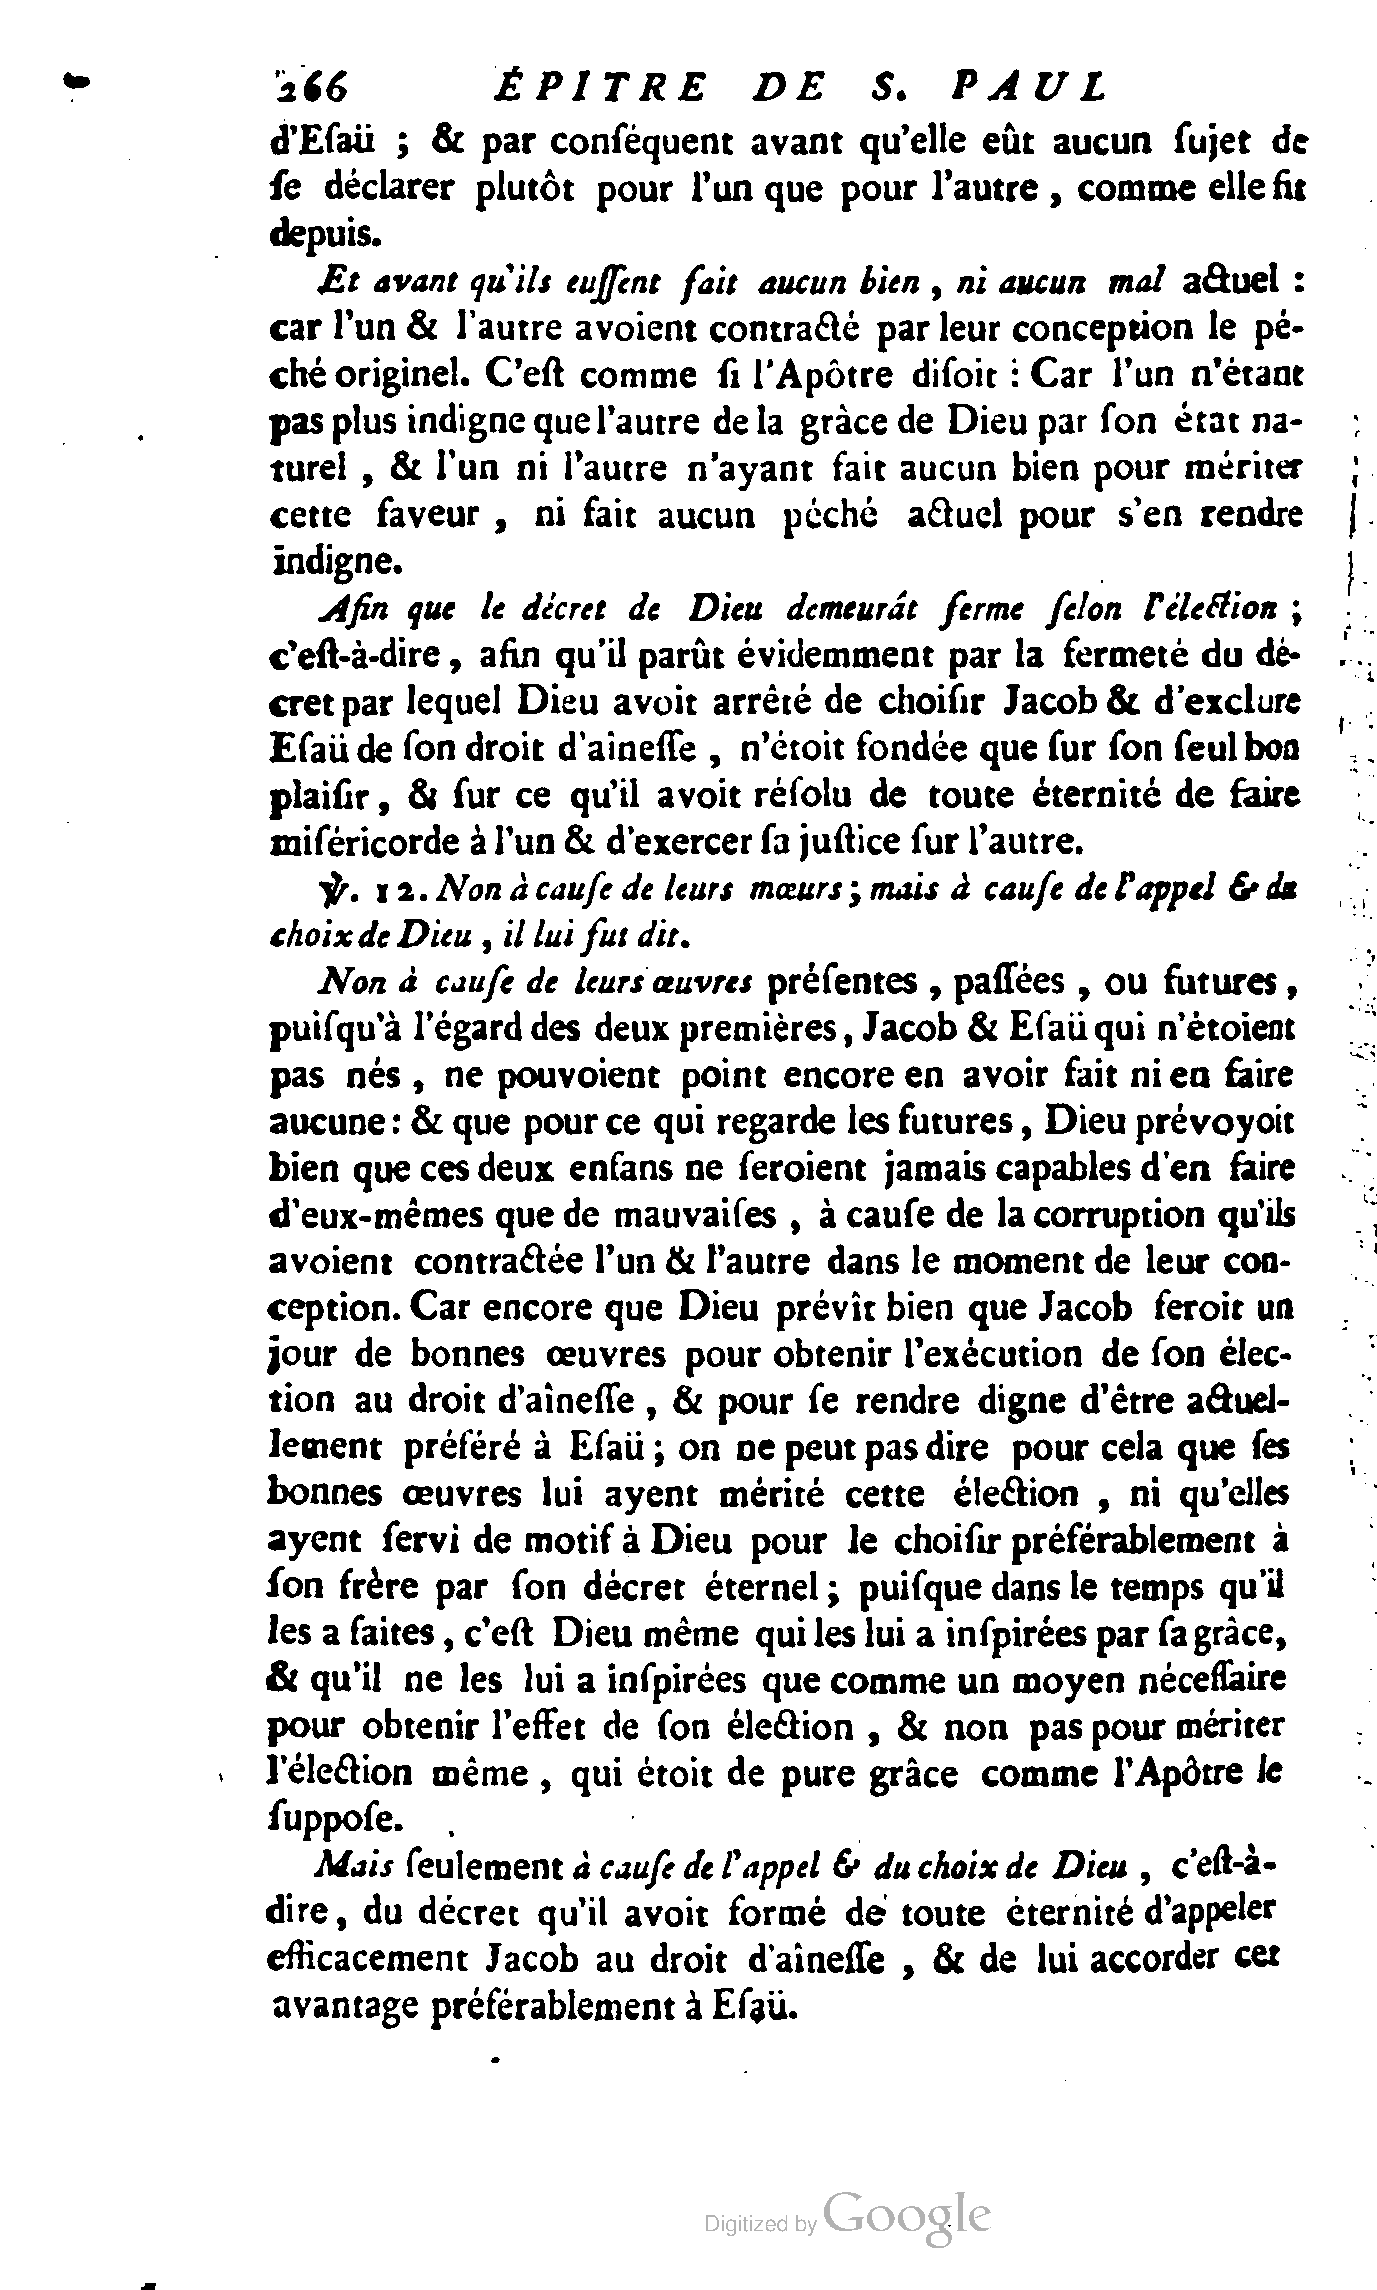 266 ÉPITRE DE S. PAUL
d'Eſaü ; & par conſéquent avant qu'elle eût aucun ſujet de
ſe déclarer plutôt pour l'un que pour l'autre , comme elle fit
depuis.
Et avant qu'ils euſſent fait aucun bien , ni aucun mal actuel :
car l'un & l'autre avoient contracté par leur conception le pé-
ché originel. C'eſt comme ſi l'Apôtre diſoit : Car l'un n'étant
pas plus indigne que l'autre de la grâce de Dieu par ſon état na-
turel , & l'un ni l'autre n'ayant fait aucun bien pour mériter
cette faveur , ni fait aucun péché actuel pour s'en rendre
indigne.
Afin que le décret de Dieu demeurât ferme ſelon l'élection ;
c'eſt-à-dire , afin qu'il parût évidemment par la fermeté du dé-
cret par lequel Dieu avoit arrêté de choiſir Jacob & d'exclure
Eſaü de ſon droit d'aineſſe , n'étoit fondée que ſur ſon ſeul bon
plaiſir , & ſur ce qu'il avoit réſolu de toute éternité de faire
miſéricorde à l'un & d'exercer ſa juſtice ſur l'autre.
℣. 12. Non à cauſe de leurs mœurs ; mais à cauſe de l'appel & du
choix de Dieu , il lui fut dit.
Non à cauſe de leurs œuvres préſentes , paſſées , ou futures ,
puiſqu'à l'égard des deux premières , Jacob & Eſaü qui n'étoient
pas nés , ne pouvoient point encore en avoir fait ni en faire
aucune : & que pour ce qui regarde les futures , Dieu prévoyoit
bien que ces deux enfans ne ſeroient jamais capables d'en faire
d'eux-mêmes que de mauvaiſes , à cauſe de la corruption qu'ils
avoient contractée l'un & l'autre dans le moment de leur con-
ception. Car encore que Dieu prévît bien que Jacob feroit un
jour de bonnes œuvres pour obtenir l'exécution de ſon élec-
tion au droit d'aîneſſe , & pour ſe rendre digne d'être actuel-
lement préféré à Eſaü ; on ne peut pas dire pour cela que ſes
bonnes œuvres lui ayent mérité cette élection , ni qu'elles
ayent ſervi de motif à Dieu pour le choiſir préférablement à
ſon frère par ſon décret éternel ; puiſque dans le temps qu'il
les a faites , c'eſt Dieu même qui les lui a inſpirées par ſa grâce,
& qu'il ne les lui a inſpirées que comme un moyen néceſſaire
pour obtenir l'effet de ſon élection , & non pas pour mériter
l'élection même , qui étoit de pure grâce comme l'Apôtre le
ſuppoſe.
Mais ſeulement à cauſe de l'appel & du choix de Dieu , c'eſt-à-
dire , du décret qu'il avoit formé de toute éternité d'appeler
efficacement Jacob au droit d'aîneſſe , & de lui accorder cet
avantage préférablement à Eſaü.
Digitized by Google